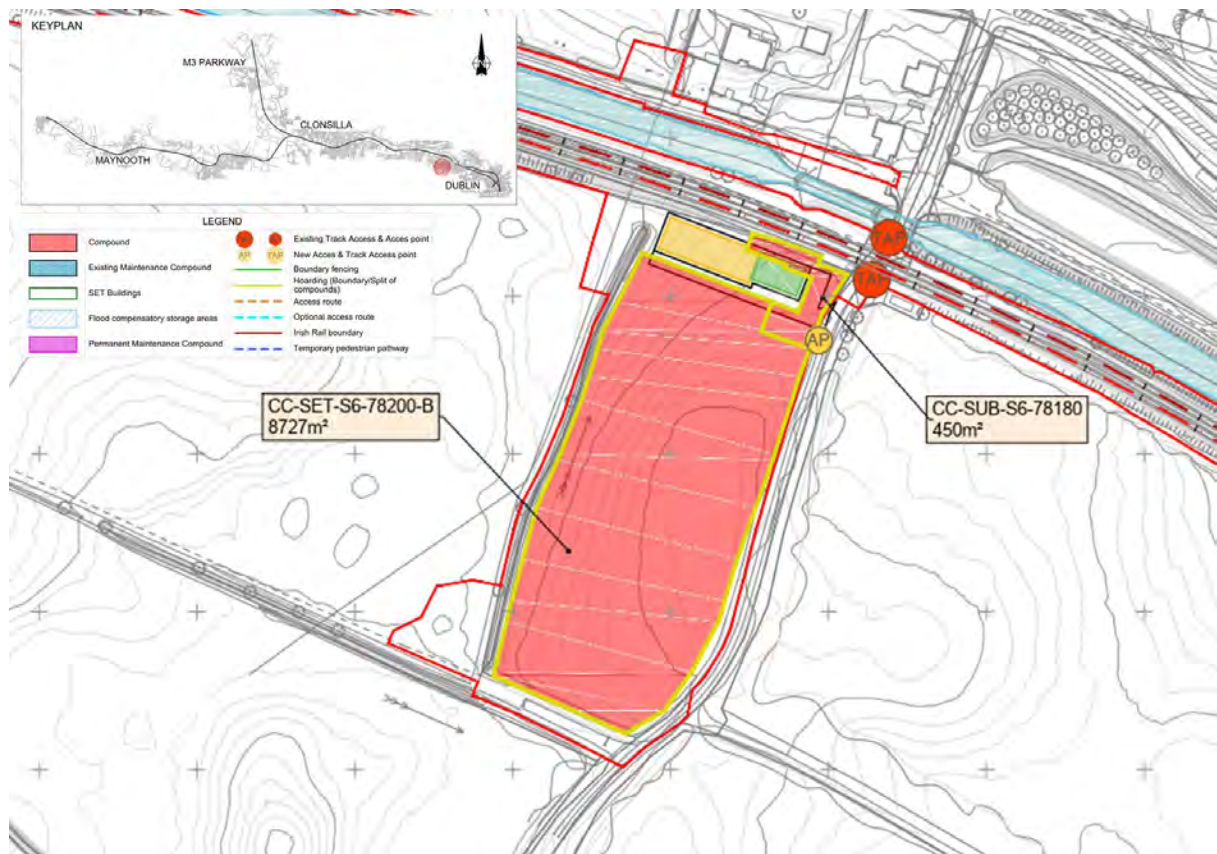 KEYPLAN
M3 PARKWAY
CLONSILLA
MAYNOOTH
DUBLIN
LEGEND
Compound
Existing Maintenance Compound
SET Buildings
Flood compensatory storage areas
Permanent Maintenance Compound
AP
TAP
Existing Track Access & Acces point
New Acces & Track Access point
Boundary fencing
Hoarding (Boundary/Split of
compounds)
Access route
Optional access route
Irish Rail boundary
Temporary pedestrian pathway
TAP
TAP
AP
CC-SET-S6-78200-B
8727m²
CC-SUB-S6-78180
450m²